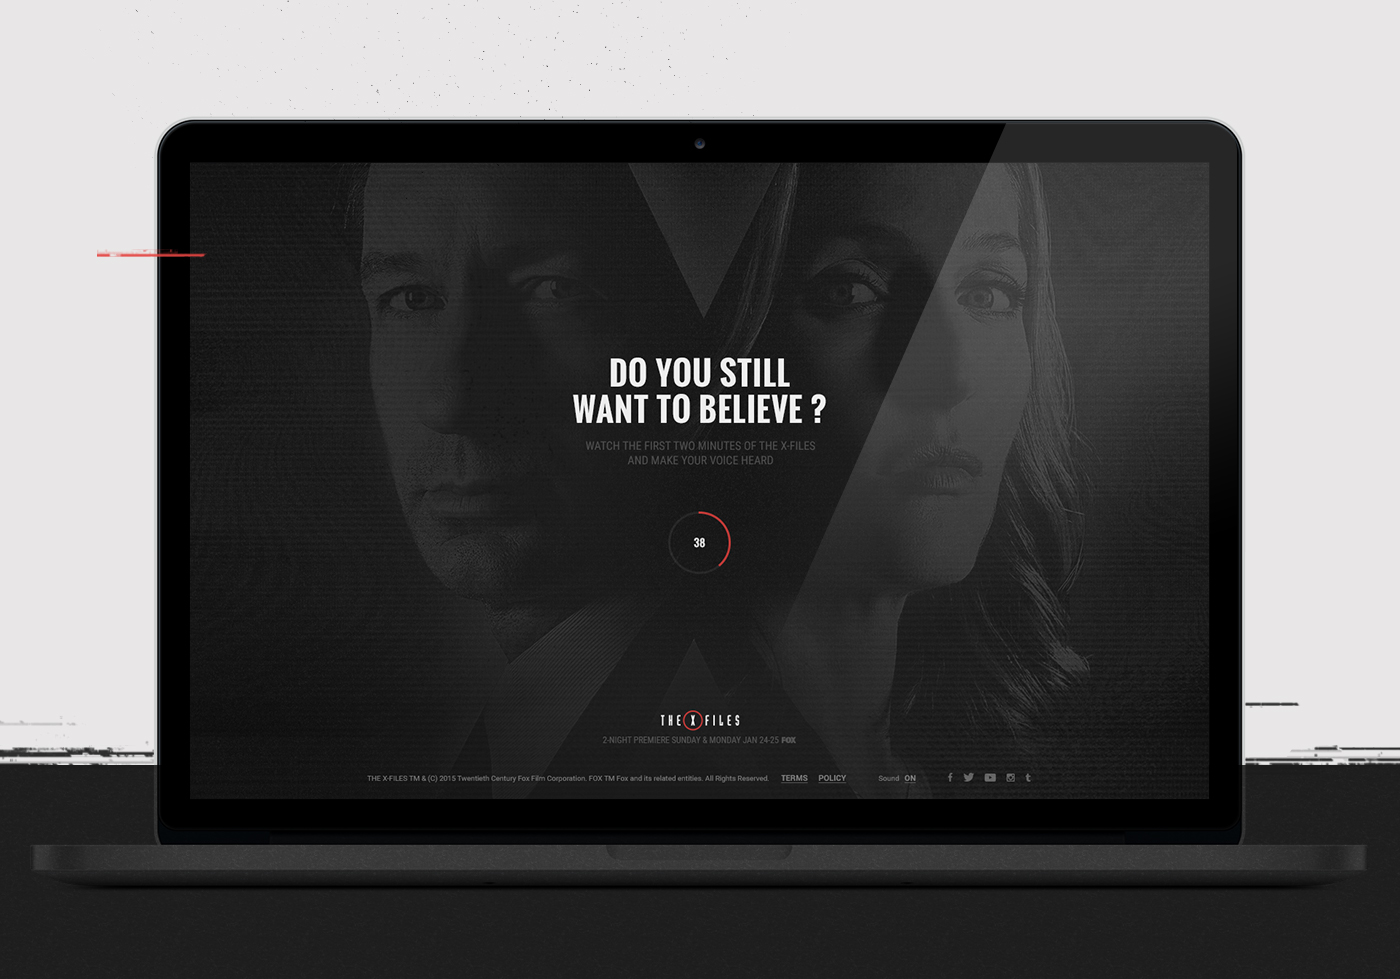 DO YOU STILL
WANT TO BELIEVE ?
WATCH THE FIRST TWO MINUTES OF THE X-FILES
AND MAKE YOUR VOICE HEARD
38
THE X FILES
2-NIGHT PREMIERE SUNDAY & MONDAY JAN 24-25 FOX
THE X-FILES TM & (C) 2015 Twentieth Century Fox Film Corporation. FOX TM Fox and its related entities. All Rights Reserved. TERMS POLICY Sound ON